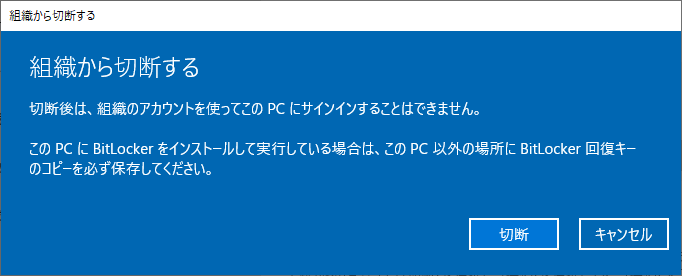 組織から切断する
組織から切断する
切断後は、組織のアカウントを使ってこの PC にサインインすることはできません。
この PC に BitLocker をインストールして実行している場合は、この PC 以外の場所に BitLocker 回復キー
のコピーを必ず保存してください。
切断
キャンセル